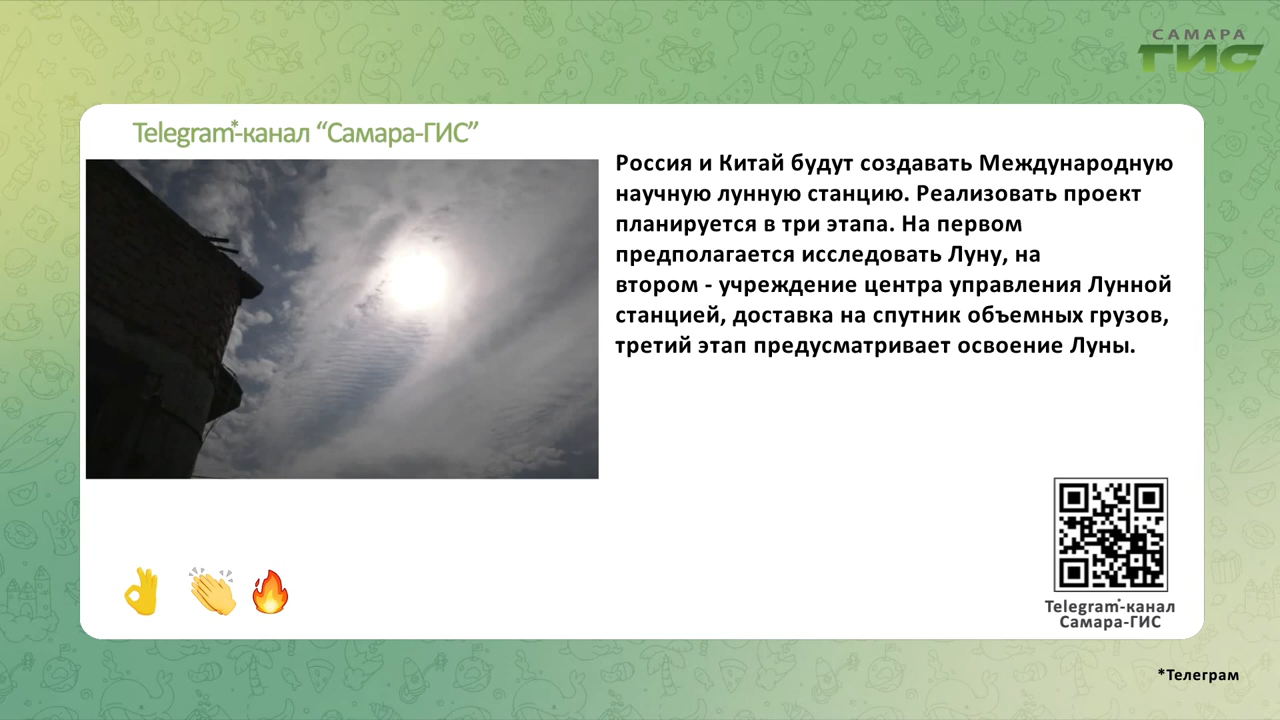 САМАРА
ГИС
Telegram*-канал “Самара-ГИС”
Россия и Китай будут создавать Международную
научную лунную станцию. Реализовать проект
планируется в три этапа. На первом
предполагается исследовать Луну, на
втором - учреждение центра управления Лунной
станцией, доставка на спутник объемных грузов,
третий этап предусматривает освоение Луны.
Telegram*-канал
Самара-ГИС
*Телеграм